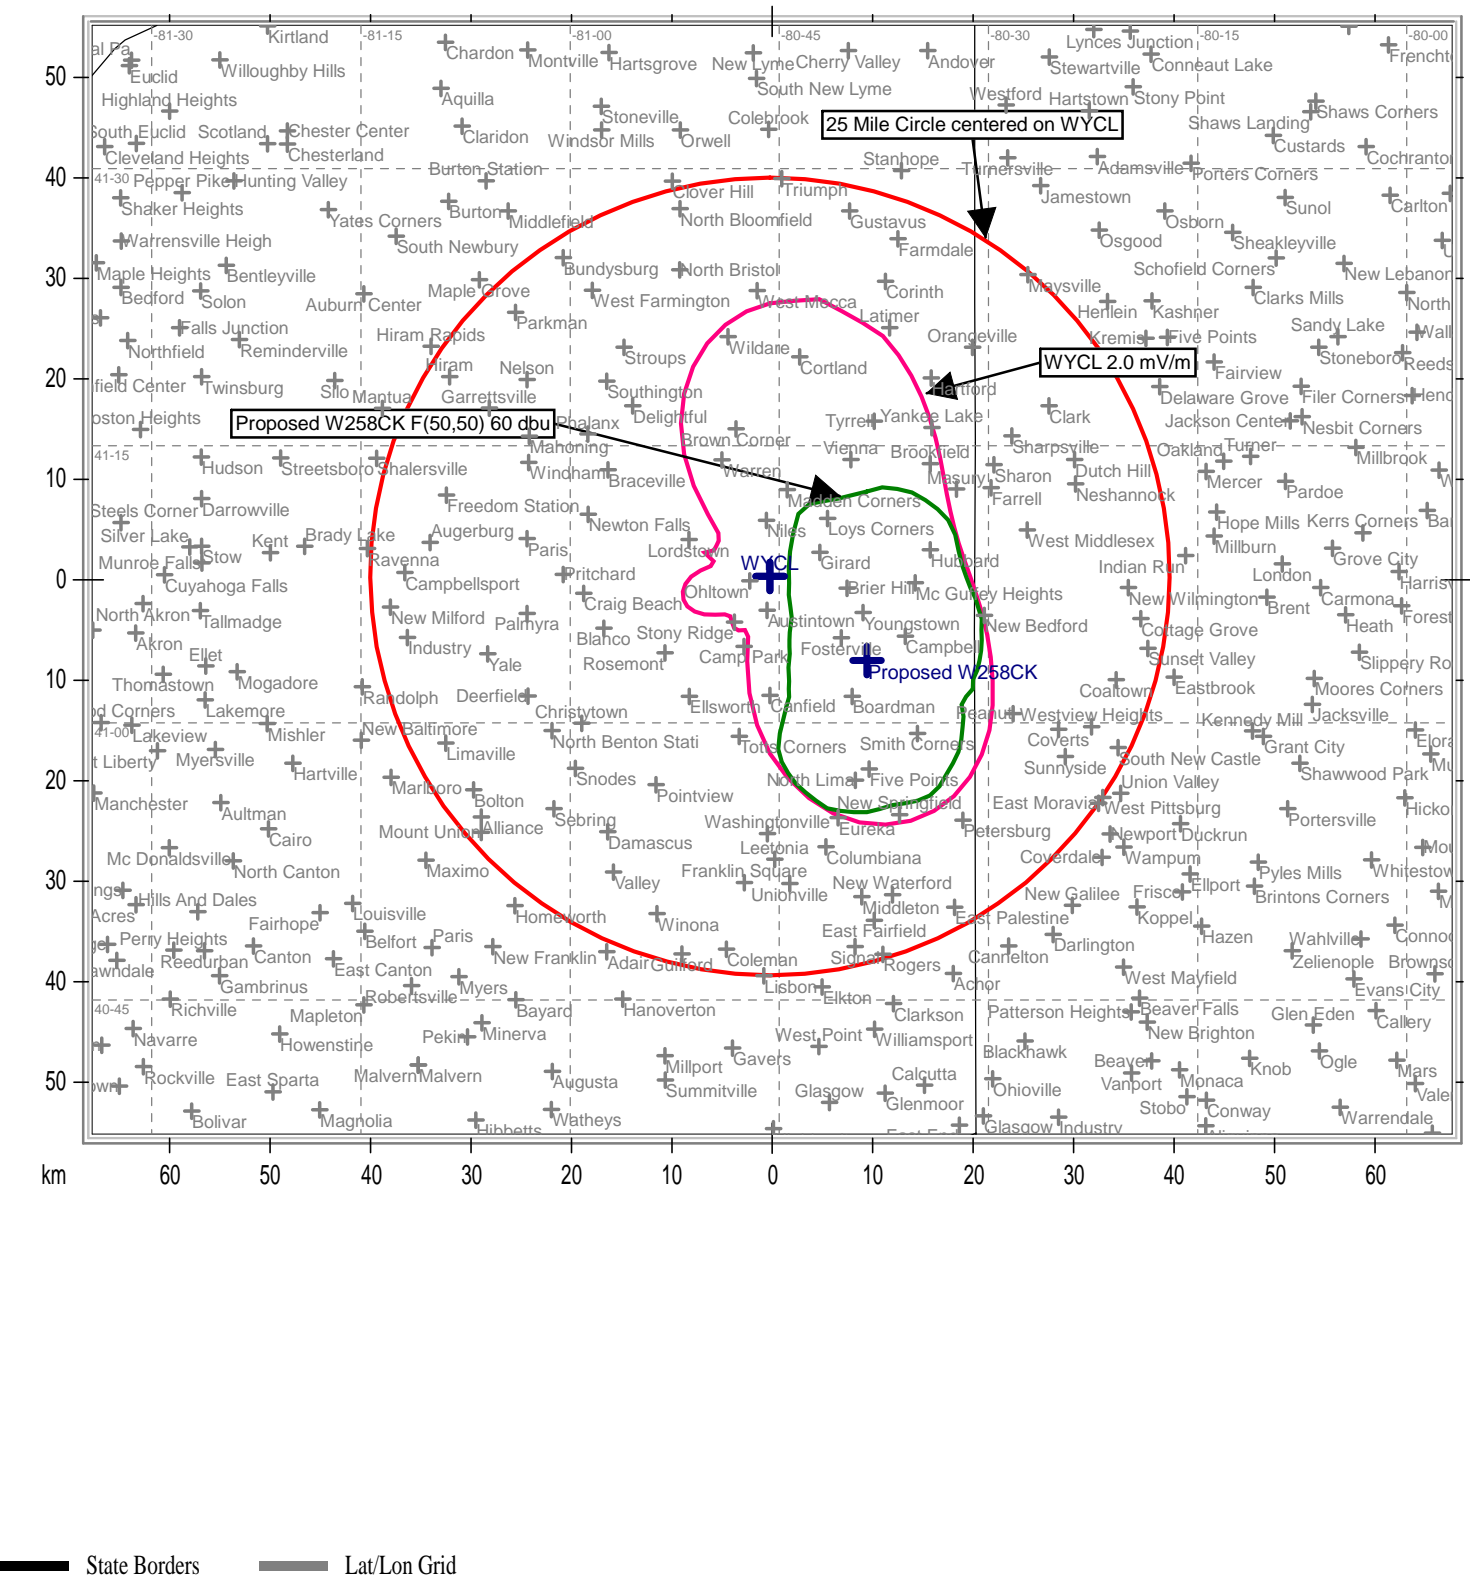 -81-30
-81-15
-81-00
-80-45
-80-30
-80-15
-80-00
Kirtland
Chardon
Montville
Hartsgrove
New Lyme
Cherry Valley
Andover
Lynces Junction
Stewartville
Conneaut Lake
Euclid
Willoughby Hills
50
Highland Heights
Aquilla
South New Lyme
Westford
Hartstown
Stony Point
Shaws Corners
South Euclid
Scotland
Chester Center
Claridon
Stoneville
Windsor Mills
Orwell
Colebrook
25 Mile Circle centered on WYCL
Shaws Landing
Custards
Cleveland Heights
Chesterland
Burton Station
Stanhope
Turnersville
Adamsville
Porters Corners
40
41-30
Pepper Pike
Hunting Valley
Clover Hill
Triumph
Jamestown
Shaker Heights
Yates Corners
Burton
Middlefield
North Bloomfield
Gustavus
Osborn
Sunol
Carlton
South Newbury
Farmdale
Osgood
Sheakleyville
Maple Heights
Bentleyville
Bundysburg
North Bristol
Schofield Corners
30
Bedford
Solon
Auburn Center
Maple Grove
West Farmington
West Mecca
Corinth
Maysville
Clarks Mills
Falls Junction
Hiram Rapids
Parkman
Latimer
Henlein
Kashner
Sandy Lake
Northfield
Reminderville
Hiram
Nelson
Stroups
Wildare
Cortland
Orangeville
Kremis
Five Points
WYCL 2.0 mV/m
Fairview
20
Twinsburg
Silo
Mantua
Garrettsville
Southington
Delightful
Hartford
Delaware Grove
Filer Corners
Proposed W258CK F(50,50) 60 dbu
Phalanx
Tyrrel
Yankee Lake
Clark
Jackson Center
Nesbit Corners
41-15
Mahoning
Brown Corner
Vienna
Brookfield
Sharpsville
Oakland
Turner
Millbrook
Hudson
Streetsboro
Shalersville
Windham
Braceville
Warren
Masury
Sharon
Dutch Hill
Mercer
10
Darrowville
Freedom Station
Madden Corners
Farrell
Neshannock
Pardoe
Silver Lake
Kent
Brady Lake
Augerburg
Newton Falls
Niles
Loys Corners
West Middlesex
Hope Mills
Kerrs Corners
Stow
Ravenna
Paris
Lordstown
Girard
Hubbard
Indian Run
Millburn
Grove City
Munroe Falls
WYCL
0
Cuyahoga Falls
Campbellsport
Pritchard
Ohltown
Brier Hill
Mc Guffey Heights
New Wilmington
London
Carmona
North Akron
Tallmadge
New Milford
Palmyra
Craig Beach
Austintown
Youngstown
New Bedford
Cottage Grove
Brent
Heath
Akron
Ellet
Industry
Yale
Blanco
Stony Ridge
Fosterville
Campbell
Sunset Valley
Thomastown
Mogadore
Rosemont
Camp Park
Proposed W258CK
10
Lakemore
Randolph
Deerfield
Ellsworth
Canfield
Boardman
Coaltown
Eastbrook
Moores Corners
Christytown
Peanut
Westview Heights
Kennedy Mill
Jacksville
41-00
Lakeview
Mishler
New Baltimore
Limaville
North Benton Stati
Totts Corners
Smith Corners
Coverts
Grant City
Myersville
Hartville
Snodes
North Lima
Five Points
Sunnyside
South New Castle
Shawwood Park
20
Manchester
Aultman
Marlboro
Bolton
Pointview
New Springfield
East Moravia
Union Valley
West Pittsburg
Portersville
Cairo
Mount Union
Alliance
Sebring
Damascus
Washingtonville
Eureka
Petersburg
Newport
Duckrun
Mc Donaldsville
North Canton
Maximo
Leetonia
Columbiana
Coverdale
Wampum
Pyles Mills
30
Hills And Dales
Valley
Franklin Square
Unionville
New Waterford
New Galilee
Frisco
Ellport
Brintons Corners
Fairhope
Louisville
Homeworth
Winona
Middleton
East Palestine
Koppel
Perry Heights
Belfort
Paris
East Fairfield
Hazen
Wahlville
Reedurban
Canton
New Franklin
Adair
Guilford
Coleman
Signal
Rogers
Cannelton
Darlington
Zelienople
40
Gambrinus
East Canton
Myers
Lisbon
Elkton
Achor
West Mayfield
Evans City
40-45
Richville
Mapleton
Robertsville
Bayard
Hanoverton
Clarkson
Patterson Heights
Beaver Falls
Glen Eden
Callery
Navarre
Howenstine
Pekin
Minerva
West Point
Williamsport
New Brighton
Rockville
East Sparta
Malvern
Malvern
Millport
Gavers
Blackhawk
Beaver
Knob
Ogle
Mars
50
Augusta
Summitville
Glasgow
Calcutta
Ohioville
Vanport
Monaca
Bolivar
Magnolia
Hibbetts
Watheys
Glenmoor
Glasgow
Industry
Stobo
Conway
Warrendale
km
60
50
40
30
20
10
0
10
20
30
40
50
60
State Borders
Lat/Lon Grid